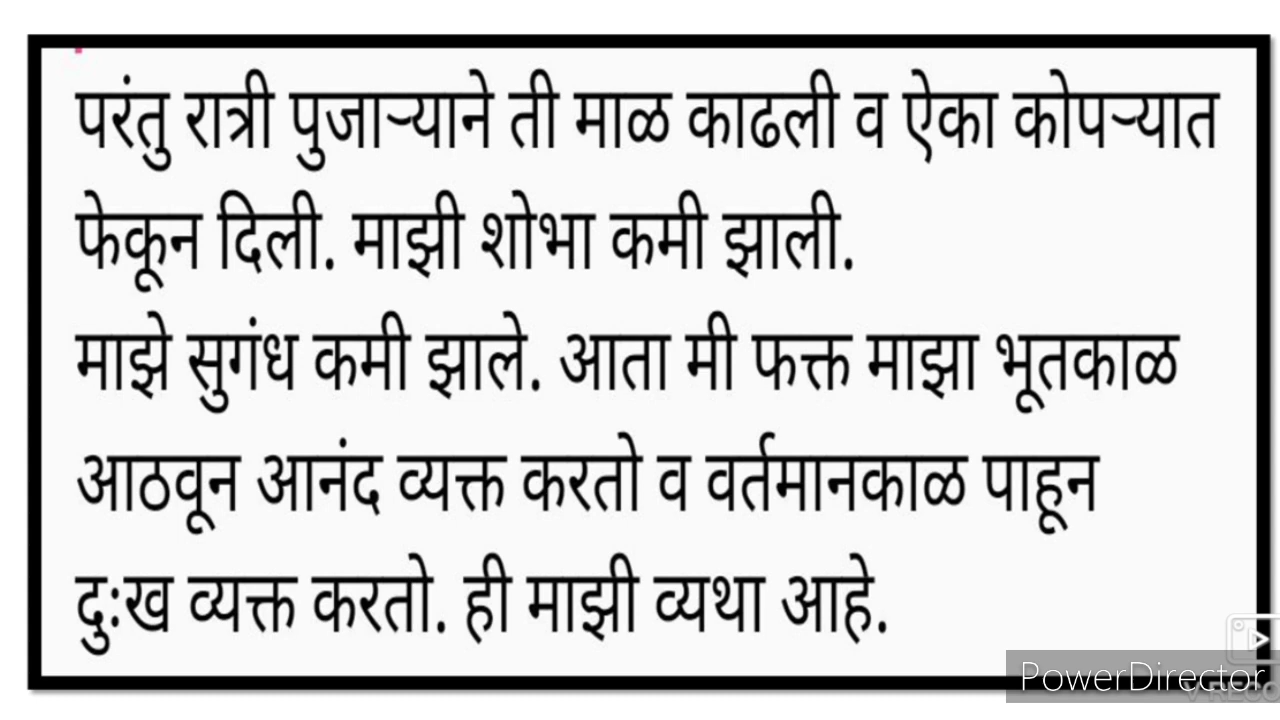 परंतु रात्री पुजाऱ्याने ती माळ काढली व ऐका कोपऱ्यात
फेकून दिली. माझी शोभा कमी झाली.
माझे सुगंध कमी झाले. आता मी फक्त माझा भूतकाळ
आठवून आनंद व्यक्त करतो व वर्तमानकाळ पाहून
दुःख व्यक्त करतो. ही माझी व्यथा आहे.
PowerDirector